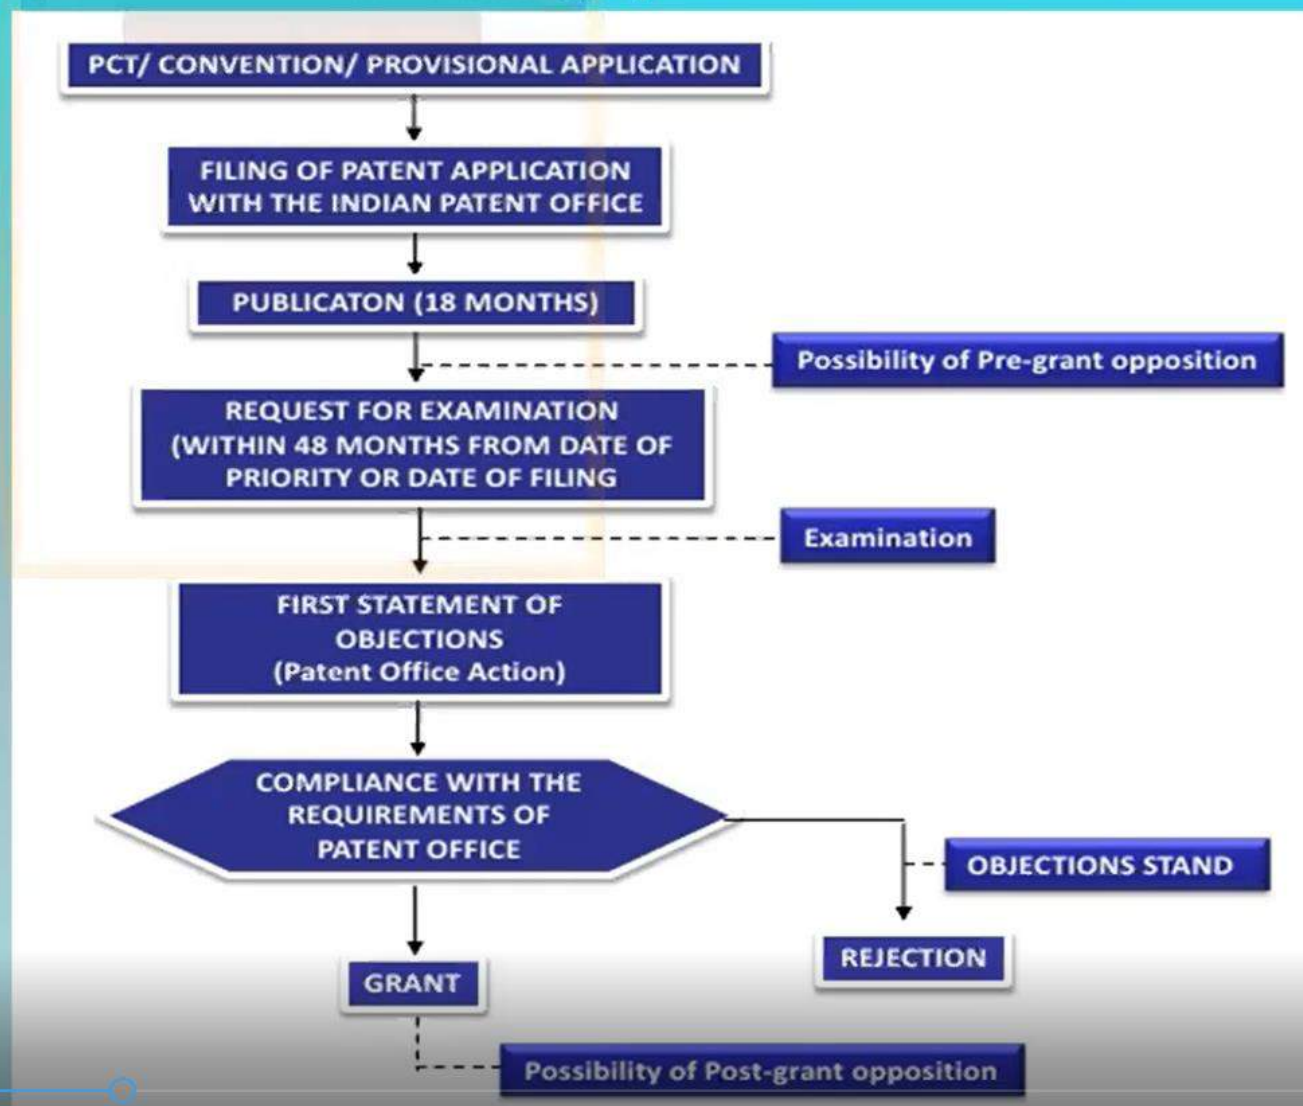 PCT/ CONVENTION/ PROVISIONAL APPLICATION
FILING OF PATENT APPLICATION
WITH THE INDIAN PATENT OFFICE
PUBLICATON (18 MONTHS)
Possibility of Pre-grant opposition
REQUEST FOR EXAMINATION
(WITHIN 48 MONTHS FROM DATE OF
PRIORITY OR DATE OF FILING
Examination
FIRST STATEMENT OF
OBJECTIONS
(Patent Office Action)
COMPLIANCE WITH THE
REQUIREMENTS OF
PATENT OFFICE
OBJECTIONS STAND
REJECTION
GRANT
Possibility of Post-grant opposition